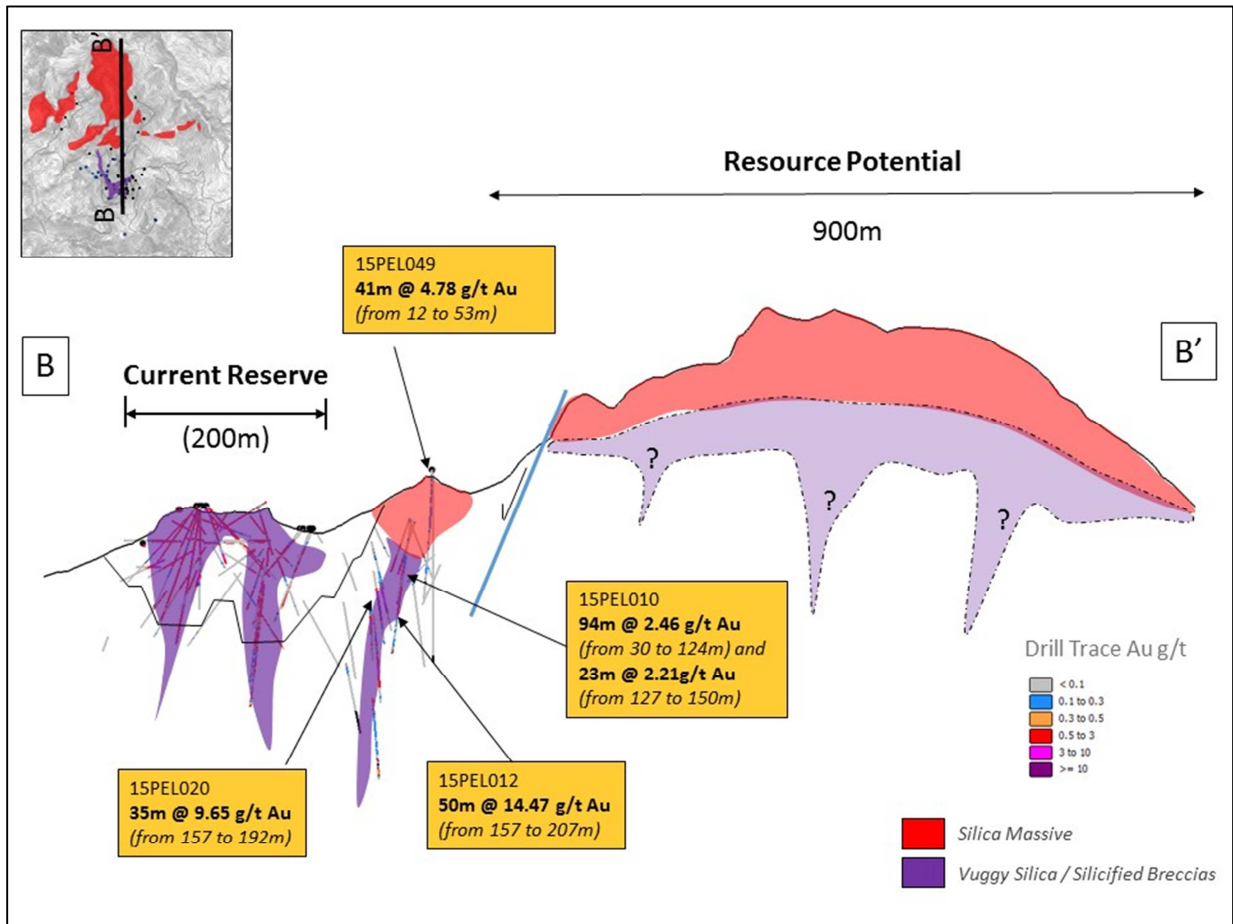 B'
B
Resource Potential
900m
15PEL049
41m @ 4.78 g/t Au
(from 12 to 53m)
B
Current Reserve
(200m)
B’
?
?
?
15PEL010
94m @ 2.46 g/t Au
(from 30 to 124m) and
23m @ 2.21g/t Au
(from 127 to 150m)
15PEL020
35m @ 9.65 g/t Au
(from 157 to 192m)
15PEL012
50m @ 14.47 g/t Au
(from 157 to 207m)
Drill Trace Au g/t
< 0.1
0.1 to 0.3
0.3 to 0.5
0.5 to 3
3 to 10
>= 10
Silica Massive
Vuggy Silica / Silicified Breccias